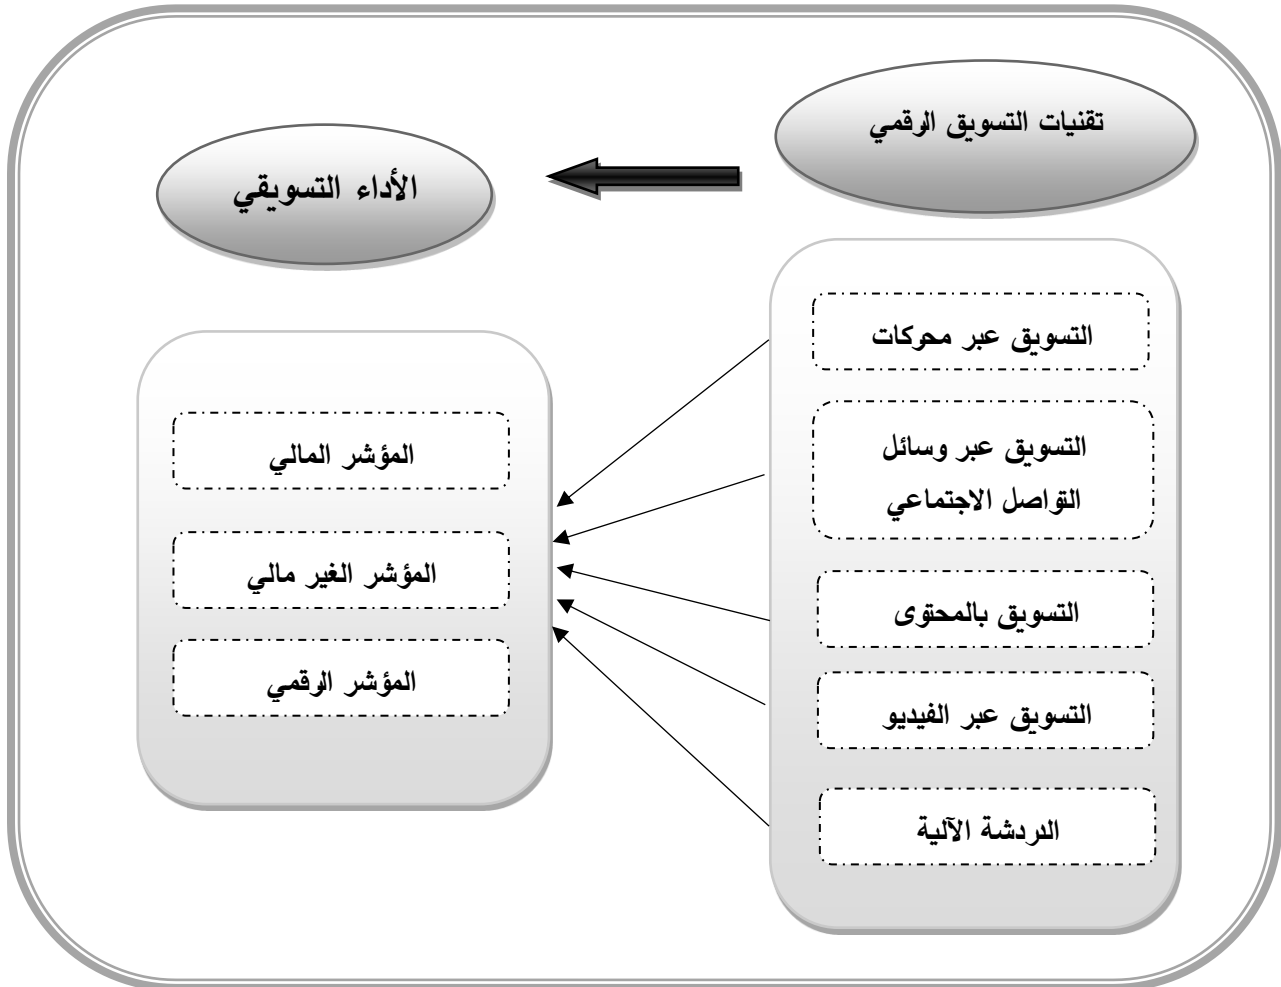 تقنيات التسويق الرقمي
الأداء التسويقي
التسويق عبر محركات
التسويق عبر وسائل
التواصل الاجتماعي
التسويق بالمحتوى
التسويق عبر الفيديو
الدردشة الآلية
المؤشر المالي
المؤشر الغير مالي
المؤشر الرقمي